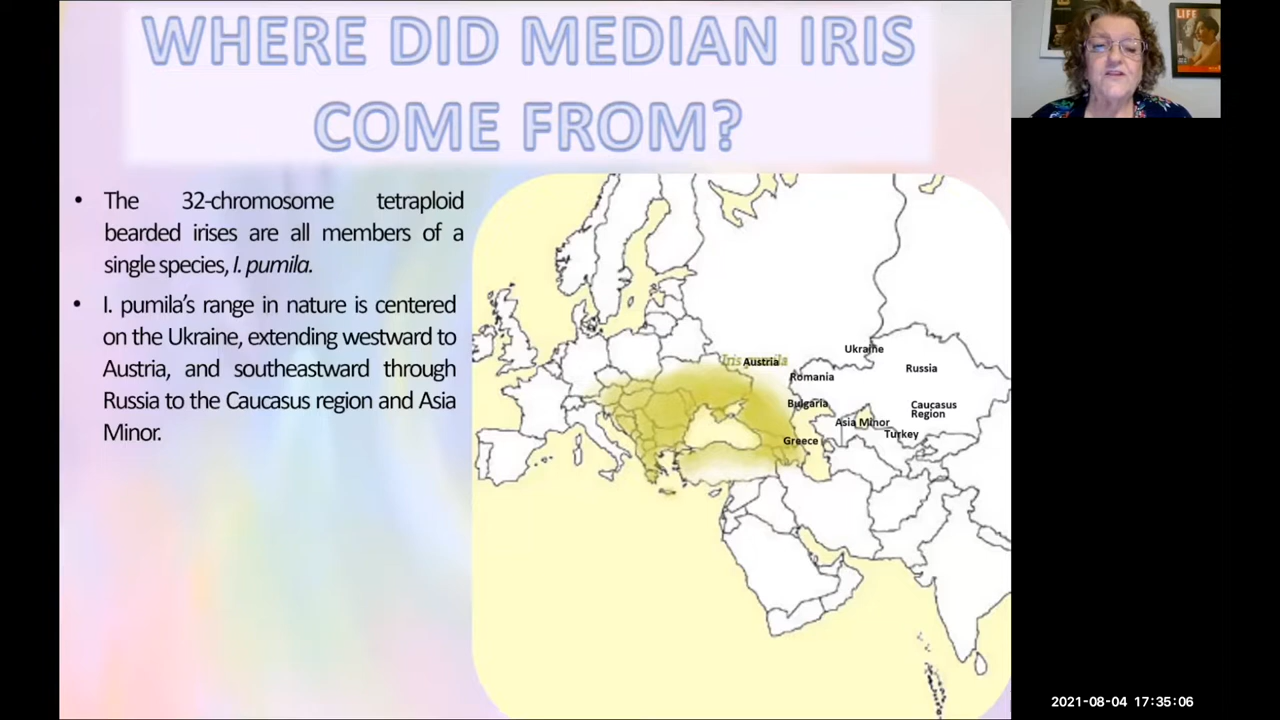 WHERE DID MEDIAN IRIS
COME FROM?
• The 32-chromosome tetraploid
bearded irises are all members of a
single species, I. pumila.
• I. pumila’s range in nature is centered
on the Ukraine, extending westward to
Austria, and southeastward through
Russia to the Caucasus region and Asia
Minor.
Iris pumila
Austria
Ukraine
Romania
Russia
Bulgaria
Caucasus
Region
Asia Minor
Turkey
Greece
LIFE
2021-08-04 17:35:06